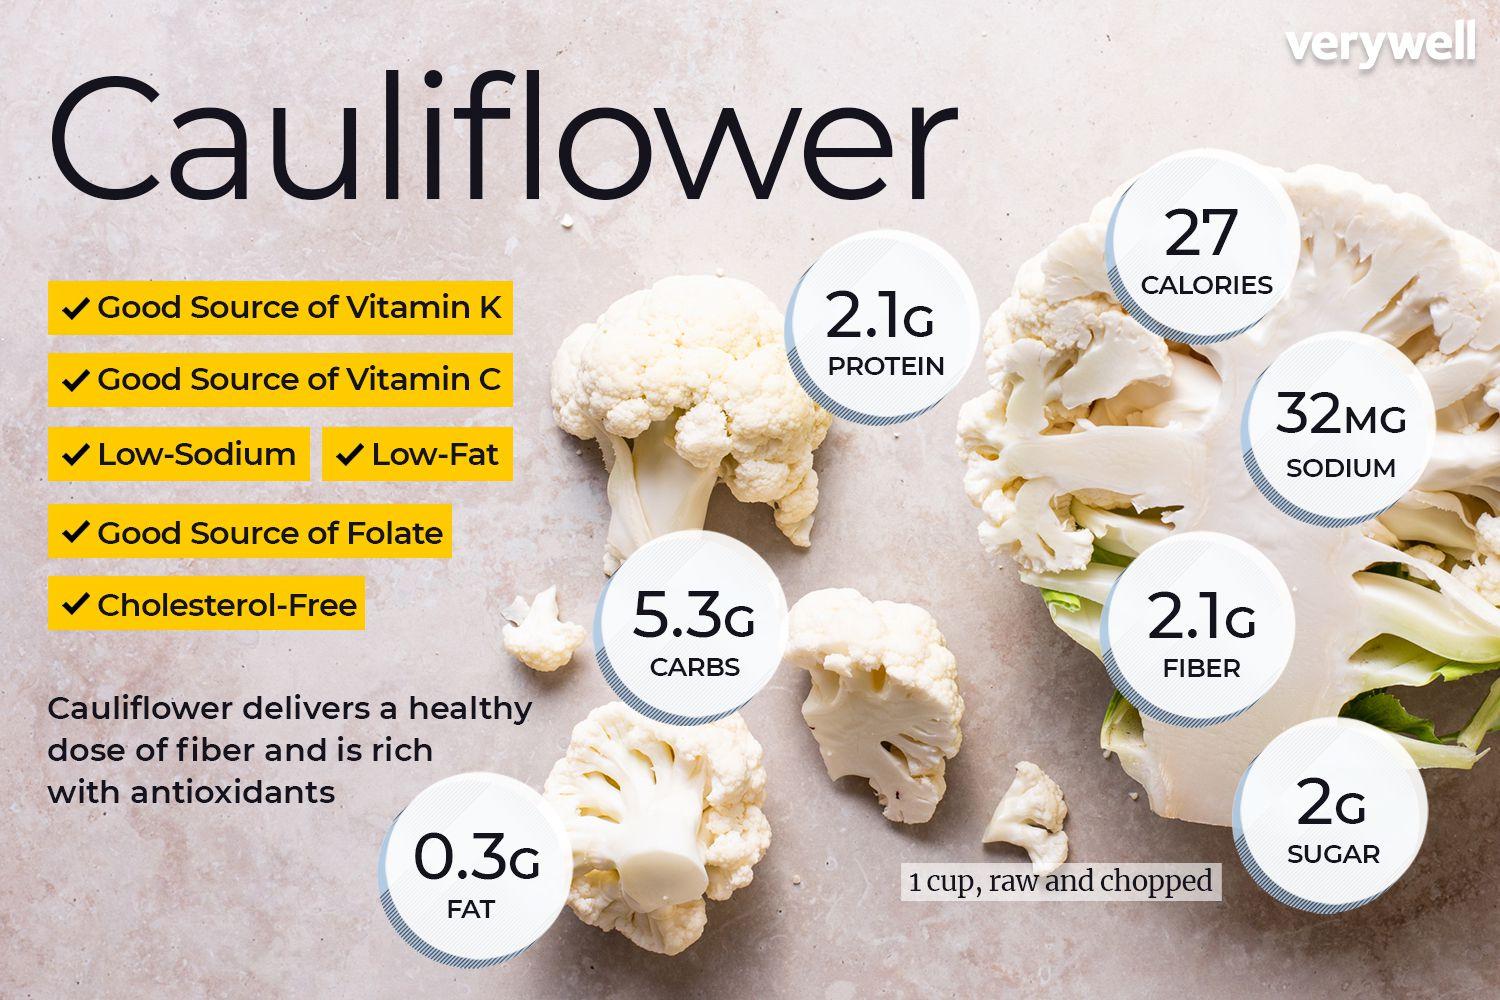 verywell
Cauliflower
Good Source of Vitamin K
Good Source of Vitamin C
Low-Sodium
Low-Fat
Good Source of Folate
Cholesterol-Free
Cauliflower delivers a healthy
dose of fiber and is rich
with antioxidants
27
CALORIES
2.1G
PROTEIN
32MG
SODIUM
5.3G
CARBS
2.1G
FIBER
2G
SUGAR
0.3G
FAT
1 cup, raw and chopped